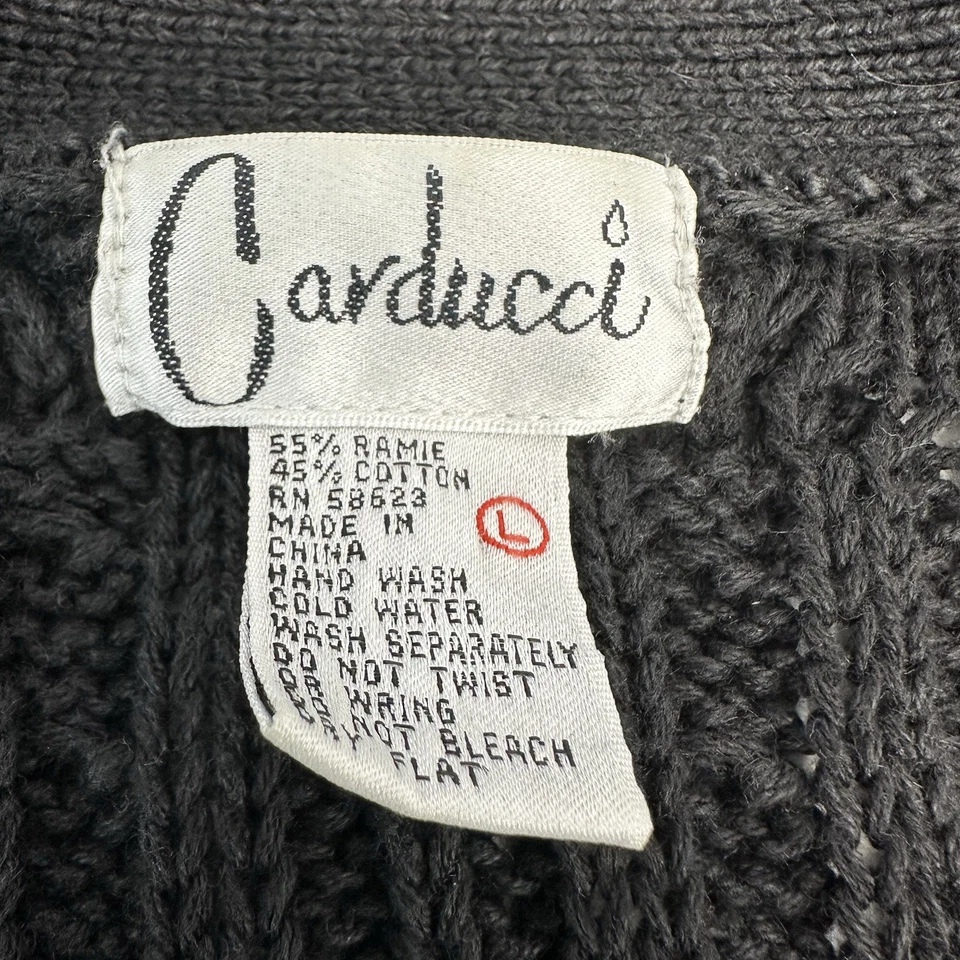 Carducci
55% RAMIE
45% COTTON
RN 58623
MADE IN
CHINA
L
HAND WASH
COLD WATER
WASH SEPARATELY
DO NOT TWIST
OR WRING
DO NOT BLEACH
DRY FLAT